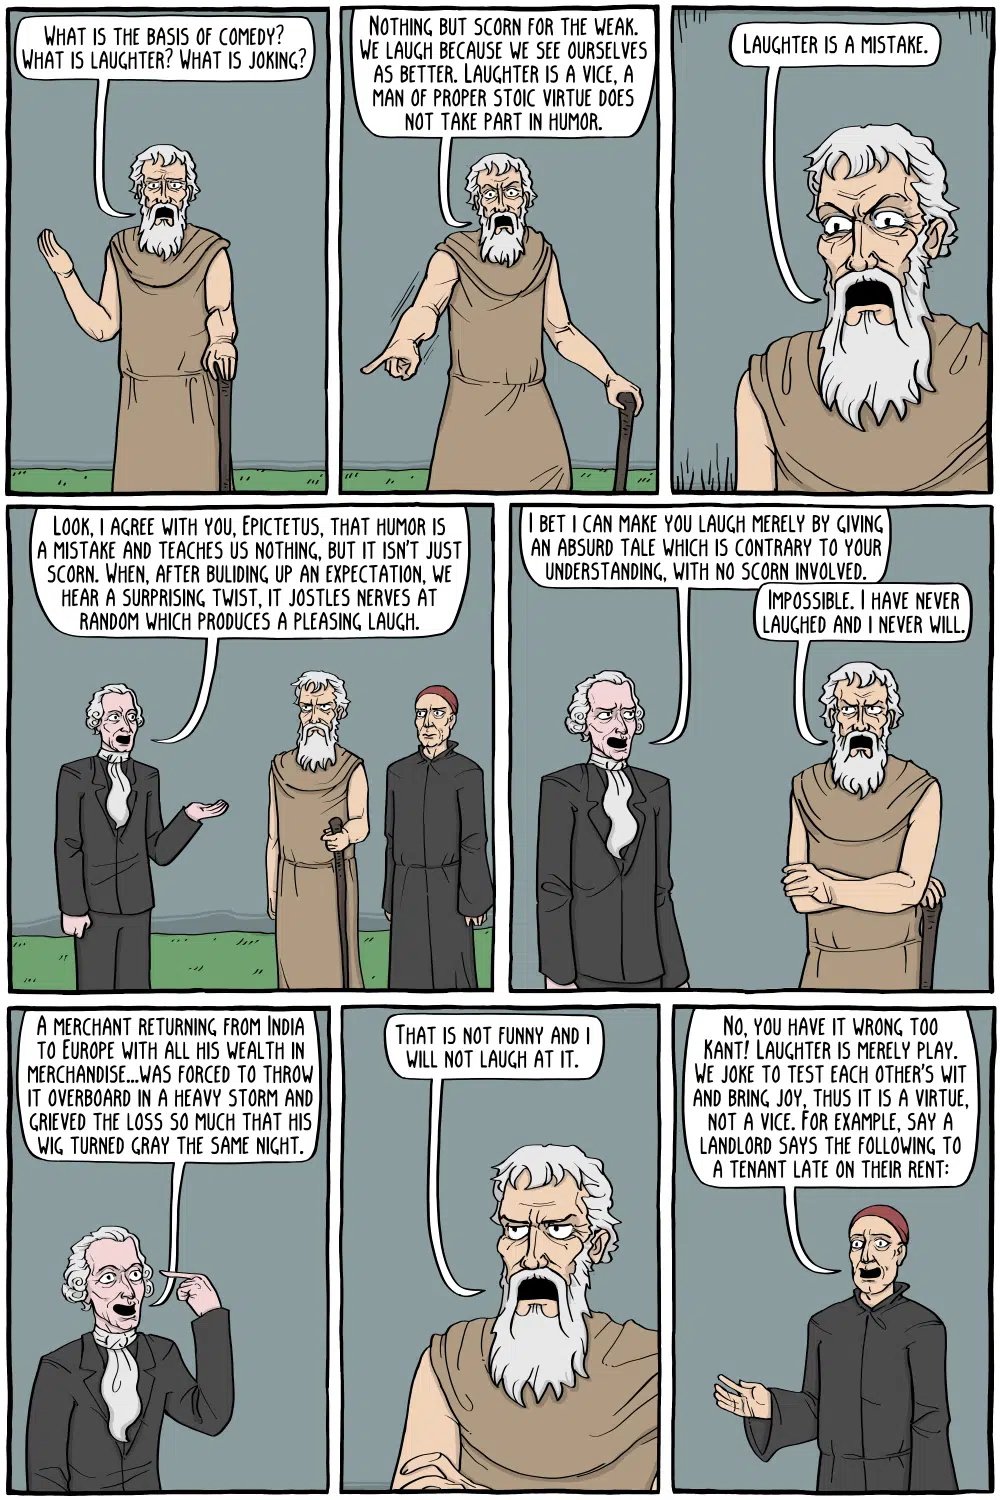 What is the basis of comedy?
What is laughter? What is joking?
Nothing but scorn for the weak.
We laugh because we see ourselves
as better. Laughter is a vice, a
man of proper stoic virtue does
not take part in humor.
Laughter is a mistake.
Look, I agree with you, Epictetus, that humor is
a mistake and teaches us nothing, but it isn't just
scorn. When, after buliding up an expectation, we
hear a surprising twist, it jostles nerves at
random which produces a pleasing laugh.
I bet I can make you laugh merely by giving
an absurd tale which is contrary to your
understanding, with no scorn involved.
Impossible. I have never
laughed and I never will.
A merchant returning from India
to Europe with all his wealth in
merchandise...was forced to throw
it overboard in a heavy storm and
grieved the loss so much that his
wig turned gray the same night.
That is not funny and I
will not laugh at it.
No, you have it wrong too
Kant! Laughter is merely play.
We joke to test each other's wit
and bring joy, thus it is a virtue,
not a vice. For example, say a
landlord says the following to
a tenant late on their rent: